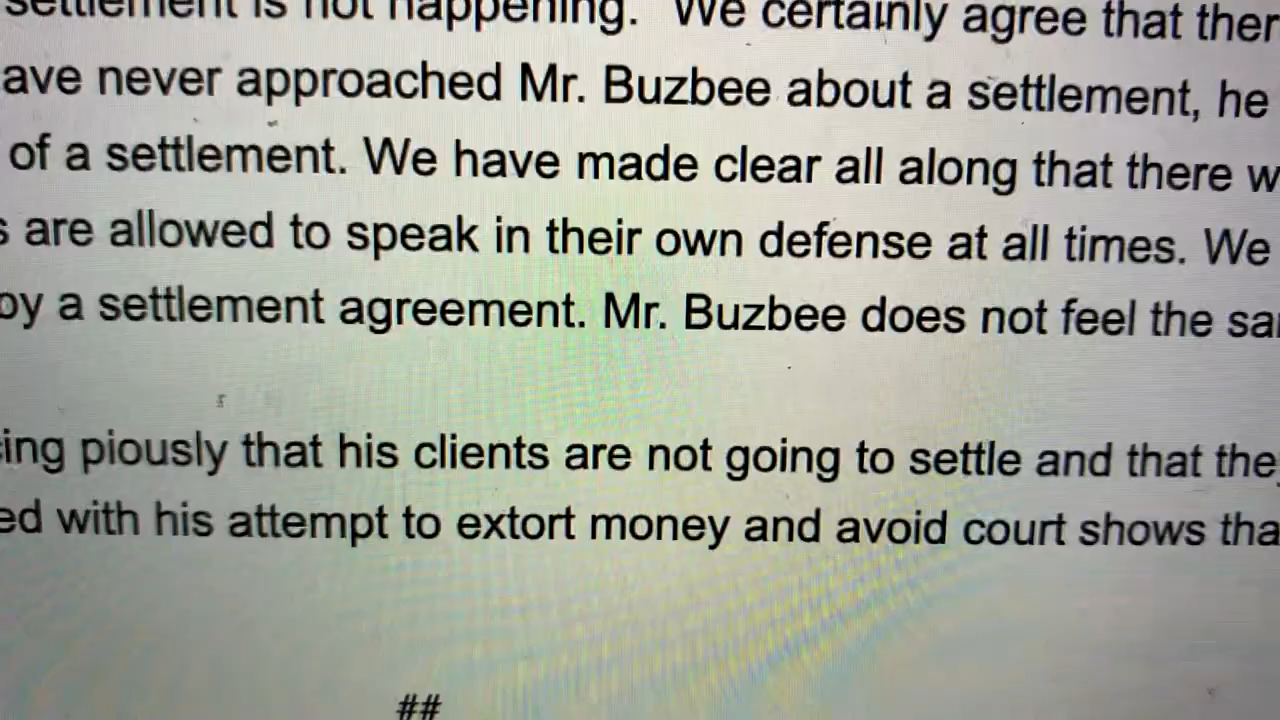 settlement is not happening." We certainly agree that ther
ave never approached Mr. Buzbee about a settlement, he
of a settlement. We have made clear all along that there w
s are allowed to speak in their own defense at all times. We
by a settlement agreement. Mr. Buzbee does not feel the sa
ing piously that his clients are not going to settle and that they
ed with his attempt to extort money and avoid court shows tha
##